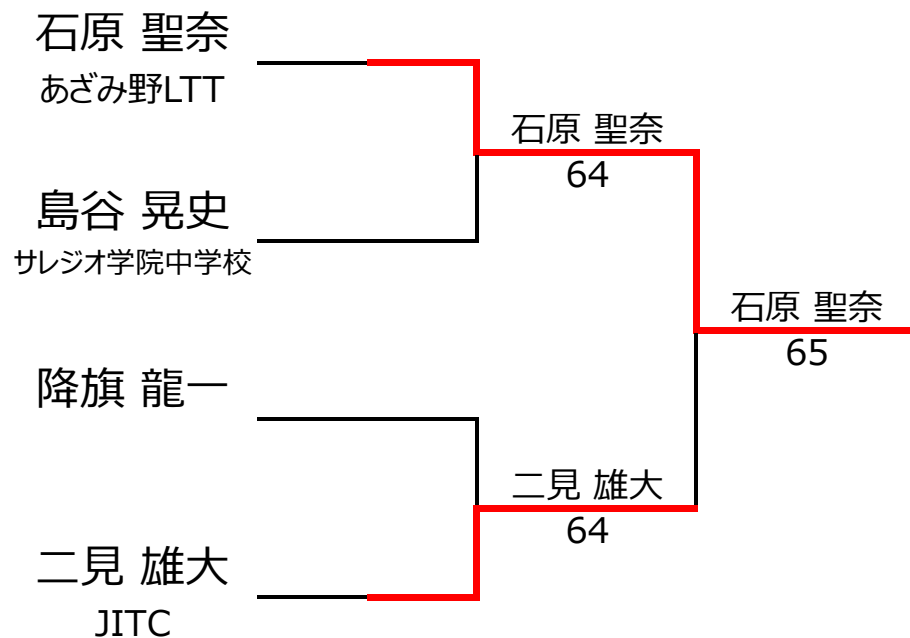 石原 聖奈
あざみ野LTT
石原 聖奈
64
島谷 晃史
サレジオ学院中学校
石原 聖奈
65
降旗 龍一
二見 雄大
64
二見 雄大
JITC